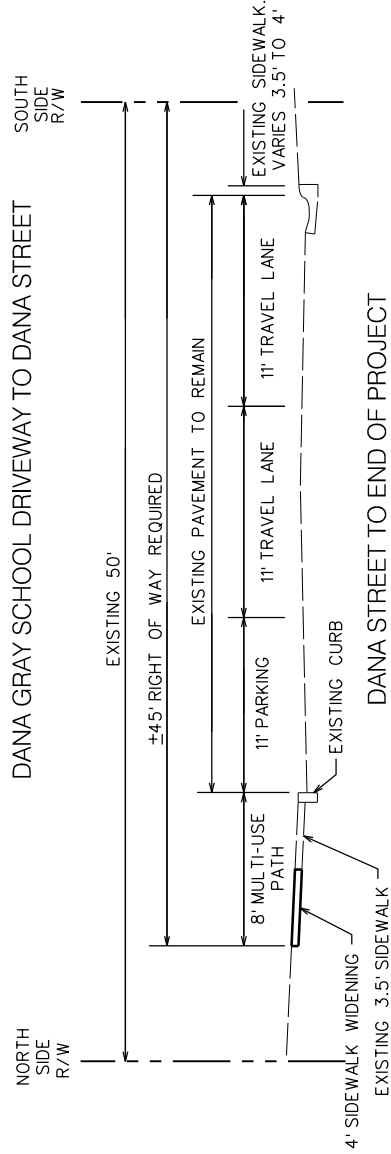 DANA GRAY SCHOOL DRIVEWAY TO DANA STREET
NORTH
SIDE
R/W
SOUTH
SIDE
R/W
EXISTING 50'
±45' RIGHT OF WAY REQUIRED
EXISTING PAVEMENT TO REMAIN
8' MULTI-USE
PATH
11' PARKING
11' TRAVEL LANE
11' TRAVEL LANE
EXISTING SIDEWALK.
VARIES 3.5' TO 4'
EXISTING CURB
4' SIDEWALK WIDENING
EXISTING 3.5' SIDEWALK
DANA STREET TO END OF PROJECT